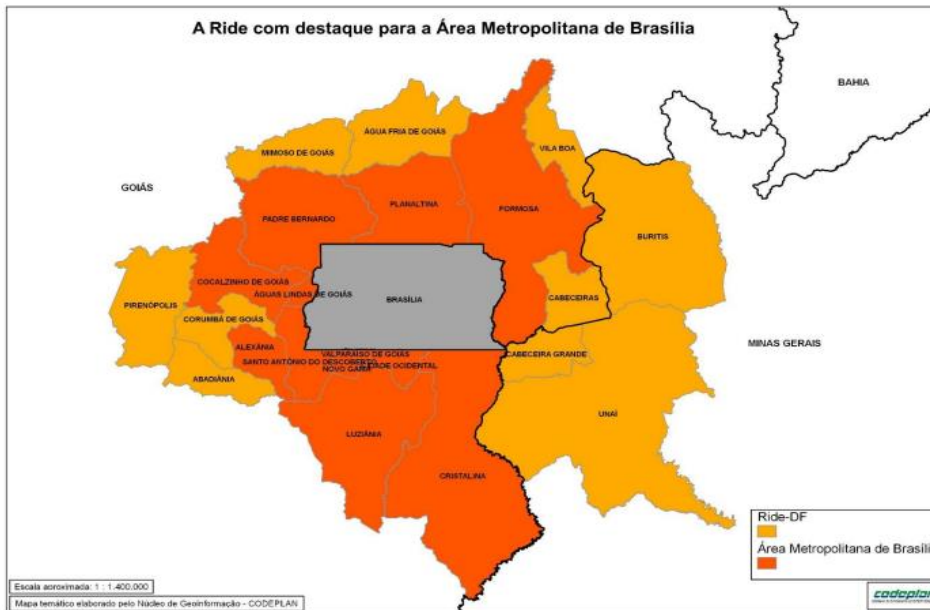 A Ride com destaque para a Área Metropolitana de Brasília
BAHIA
ÁGUA FRIA DE GOIÁS
MIMOSO DE GOIÁS
VILA BOA
GOIÁS
PLANALTINA
FORMOSA
PADRE BERNARDO
BURITIS
COCALZINHO DE GOIÁS
ÁGUAS LINDAS DE GOIÁS
BRASÍLIA
CABECEIRAS
PIRENÓPOLIS
CORUMBÁ DE GOIÁS
ALEXÂNIA
VALPARAÍSO DE GOIÁS
CABECEIRA GRANDE
MINAS GERAIS
SANTO ANTÔNIO DO DESCOBERTO
CIDADE OCIDENTAL
NOVO GAMA
ABADIÂNIA
UNAÍ
LUZIÂNIA
CRISTALINA
Ride-DF
Área Metropolitana de Brasíli
Escala aproximada: 1 : 1.400.000
Mapa temático elaborado pelo Núcleo de Geoinformação - CODEPLAN
codeplan